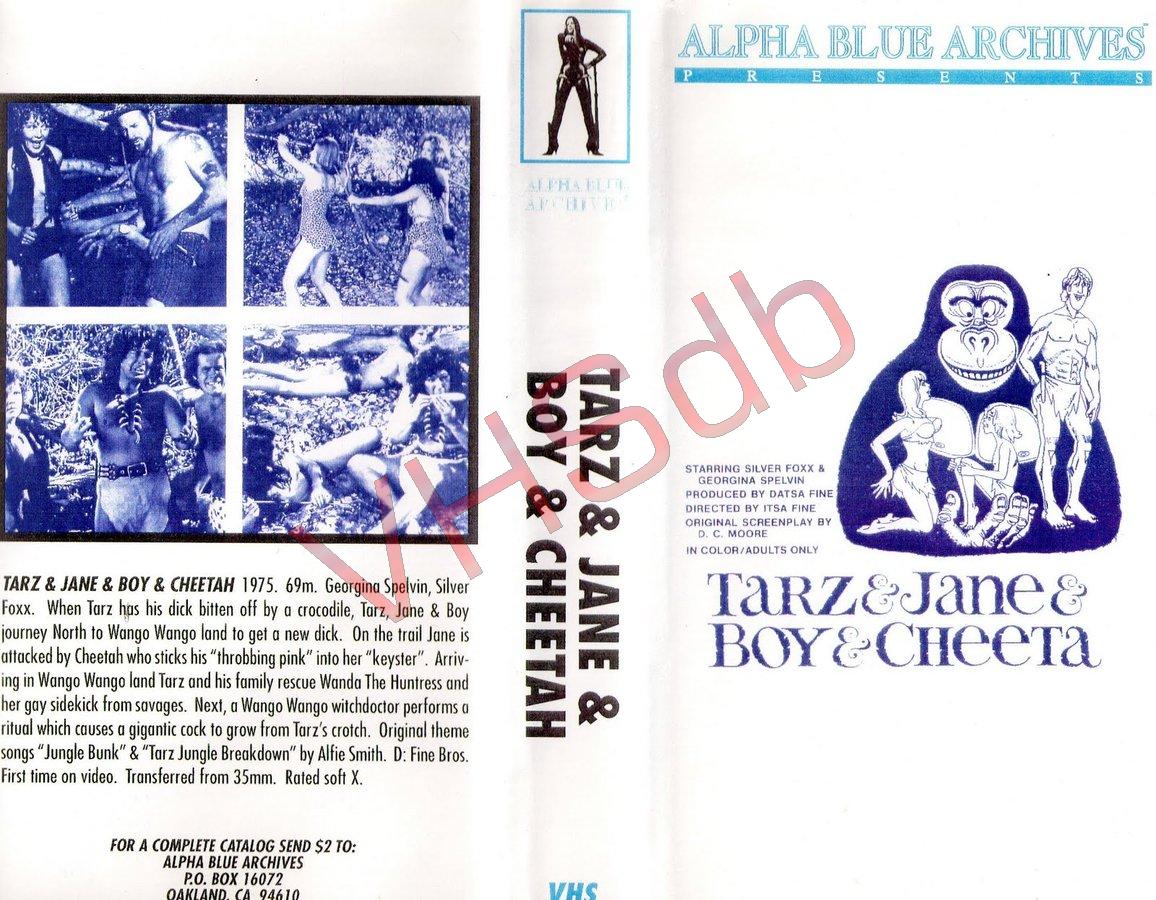 TARZ & JANE & BOY & CHEETAH 1975. 69m. Georgina Spelvin, Silver
Foxx. When Tarz has his dick bitten off by a crocodile, Tarz, Jane & Boy
journey North to Wango Wango land to get a new dick. On the trail Jane is
attacked by Cheetah who sticks his "throbbing pink" into her "keyster". Arriv-
ing in Wango Wango land Tarz and his family rescue Wanda The Huntress and
her gay sidekick from savages. Next, a Wango Wango witchdoctor performs a
ritual which causes a gigantic cock to grow from Tarz's crotch. Original theme
songs "Jungle Bunk" & "Tarz Jungle Breakdown" by Alfie Smith. D: Fine Bros.
First time on video. Transferred from 35mm. Rated soft X.
FOR A COMPLETE CATALOG SEND $2 TO:
ALPHA BLUE ARCHIVES
P.O. BOX 16072
OAKLAND, CA 94610
ALPHA BLUE
ARCHIVES
TARZ & JANE &
BOY & CHEETAH
VHS
ALPHA BLUE ARCHIVES™
PRESENTS
STARRING SILVER FOXX &
GEORGINA SPELVIN
PRODUCED BY DATSA FINE
DIRECTED BY ITSA FINE
ORIGINAL SCREENPLAY BY
D. C. MOORE
IN COLOR/ADULTS ONLY
TARZ & JANE &
BOY & CHEETA
VHSdb